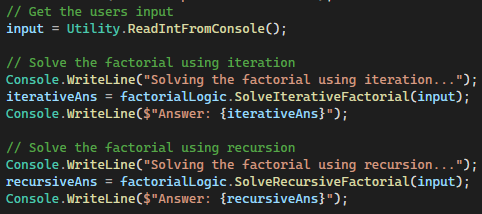 // Get the users input
input = Utility.ReadIntFromConsole();
// Solve the factorial using iteration
Console.WriteLine("Solving the factorial using iteration...");
iterativeAns = factorialLogic.SolveIterativeFactorial(input);
Console.WriteLine($"Answer: {iterativeAns}");
// Solve the factorial using recursion
Console.WriteLine("Solving the factorial using recursion...");
recursiveAns = factorialLogic.SolveRecursiveFactorial(input);
Console.WriteLine($"Answer: {recursiveAns}");